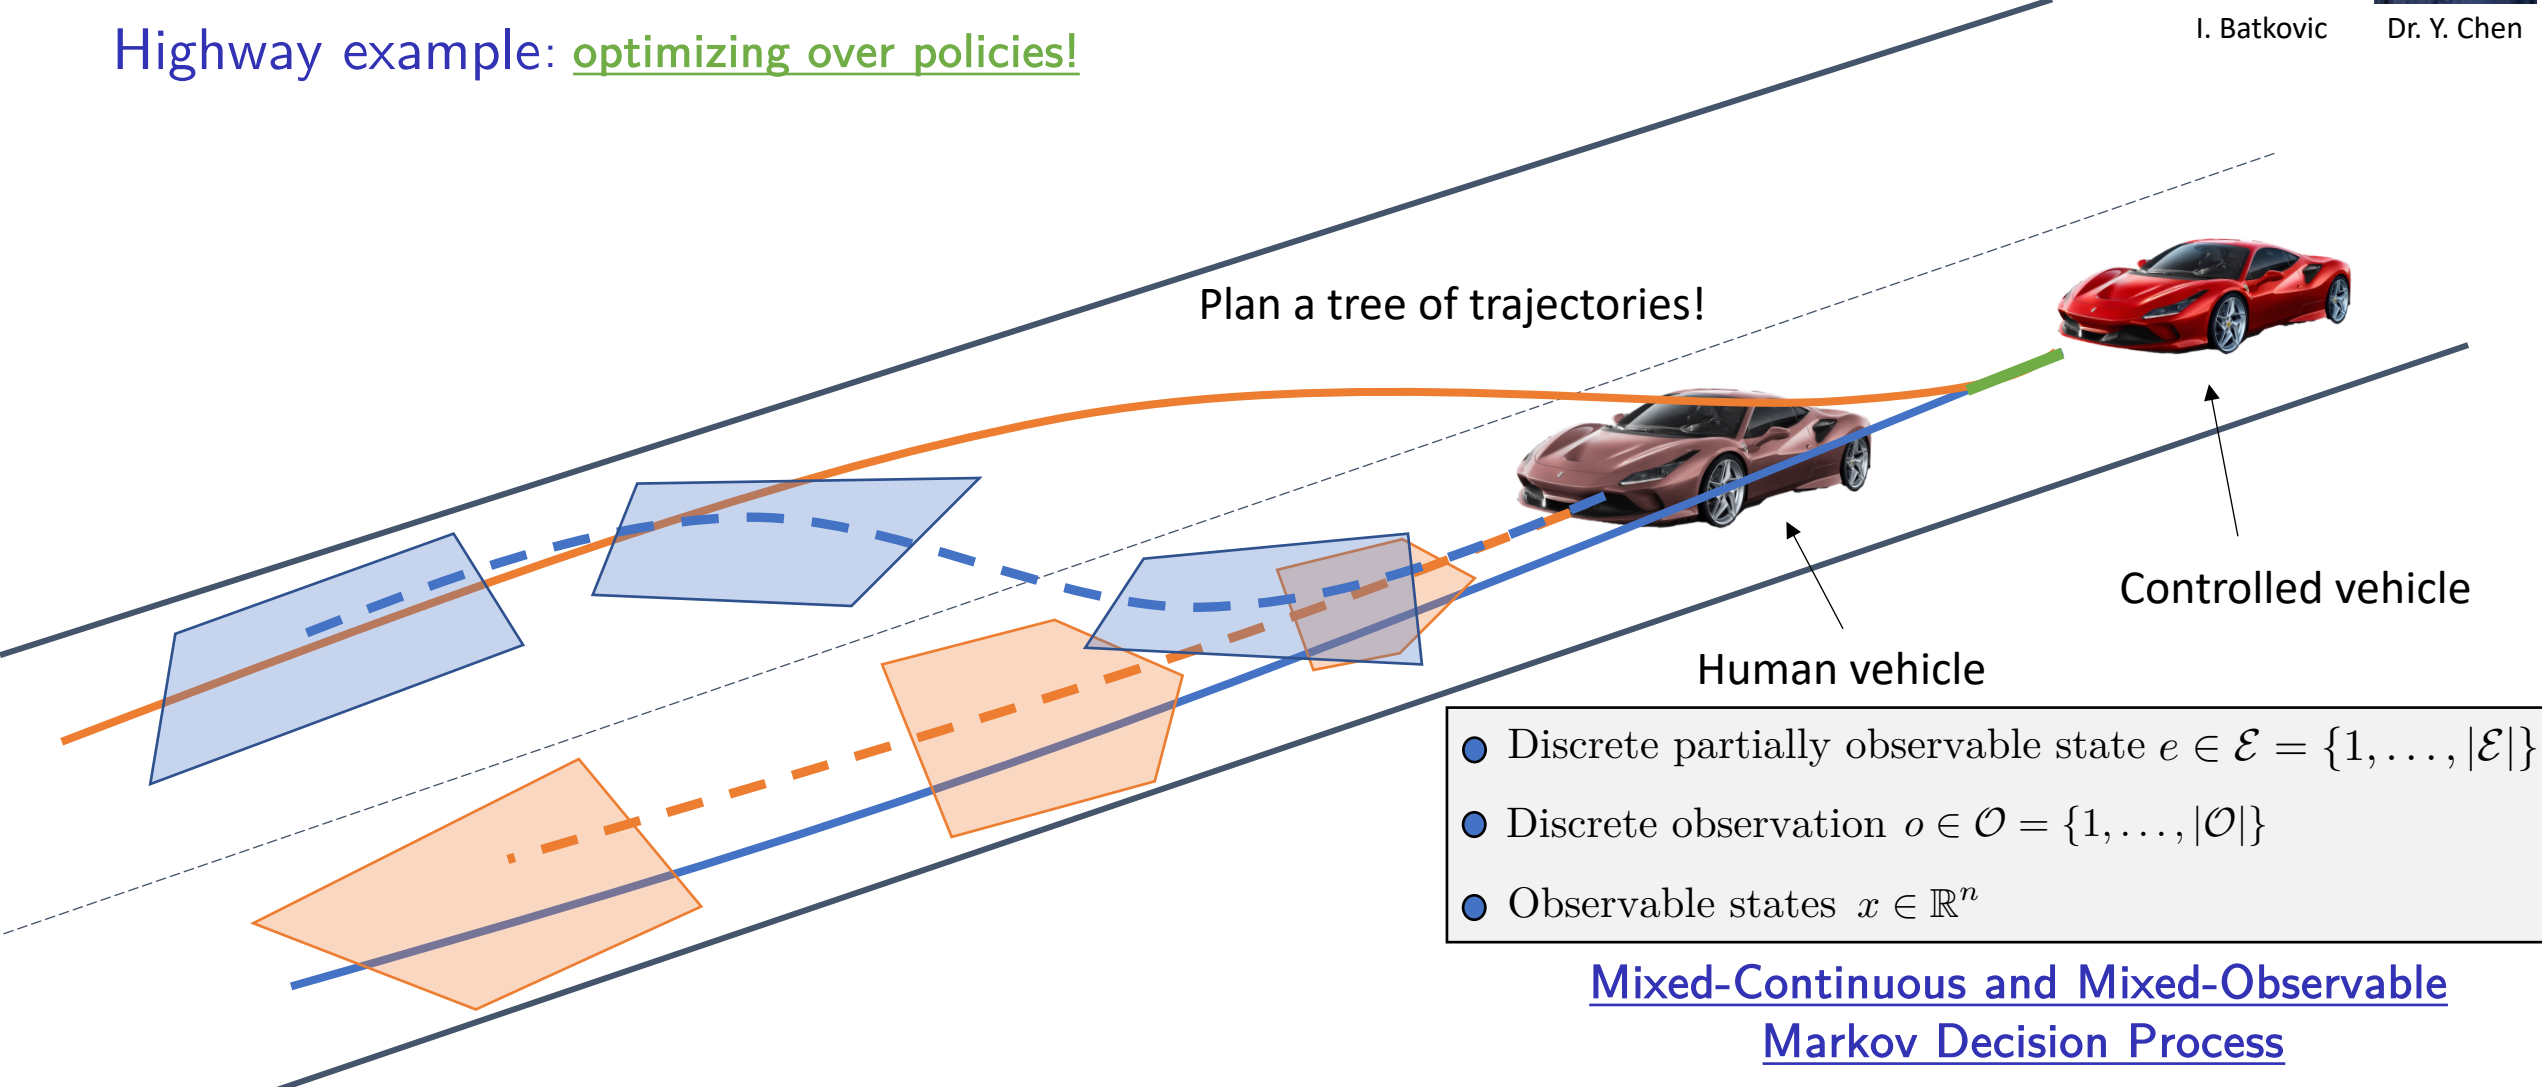 Highway example: optimizing over policies!
I. Batkovic Dr. Y. Chen
Plan a tree of trajectories!
Controlled vehicle
Human vehicle
Discrete partially observable state e ∈ ℰ = {1, . . . , |ℰ|}
Discrete observation o ∈ 𝒪 = {1, . . . , |𝒪|}
Observable states x ∈ ℝⁿ
Mixed-Continuous and Mixed-Observable
Markov Decision Process